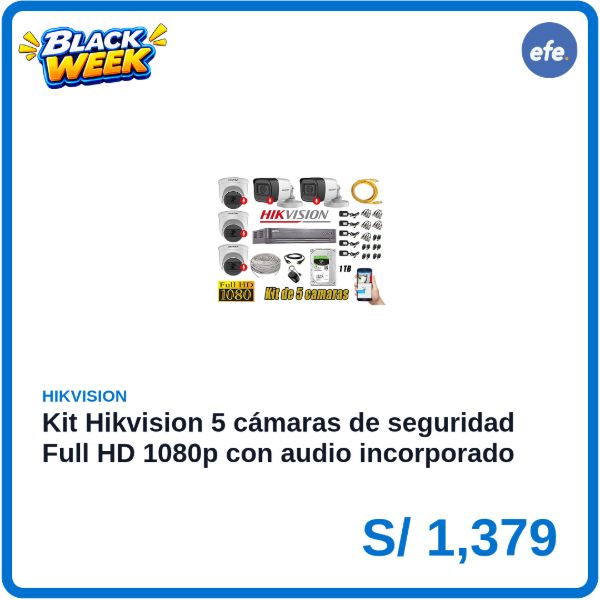 BLACK
WEEK
efe.
HIKVISION
1TB
Full HD
1080
Kit de 5 camaras
HIKVISION
Kit Hikvision 5 cámaras de seguridad
Full HD 1080p con audio incorporado
S/ 1,379